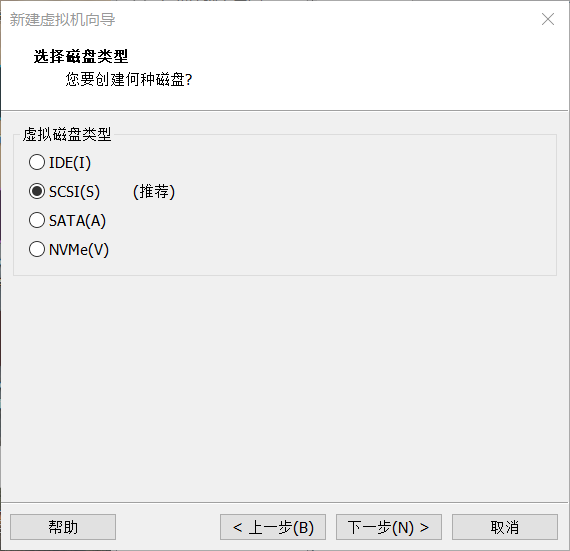 新建虚拟机向导
选择磁盘类型
您要创建何种磁盘?
虚拟磁盘类型
IDE(I)
SCSI(S) (推荐)
SATA(A)
NVMe(V)
帮助 < 上一步(B) 下一步(N) > 取消